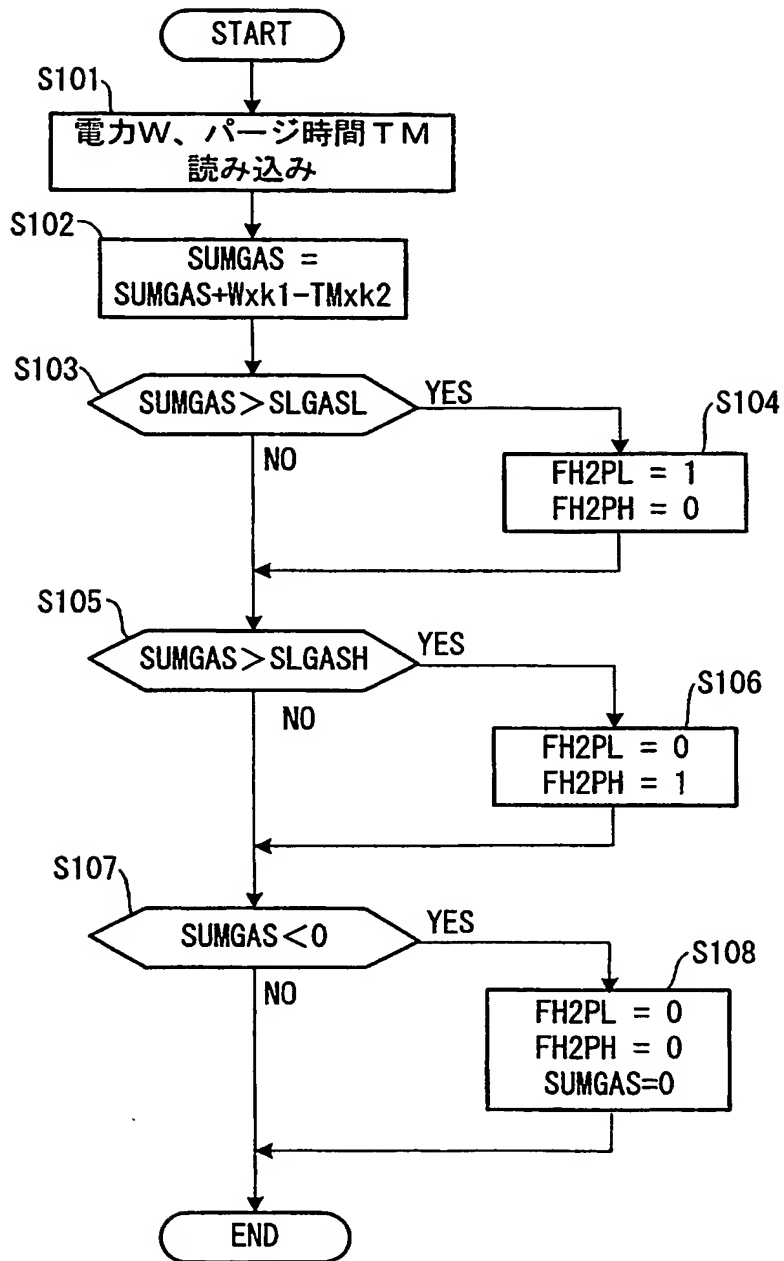 START
S101
電力W、パージ時間TM
読み込み
S102
SUMGAS =
SUMGAS+Wxk1-TMxk2
S103
SUMGAS＞SLGASL
YES
NO
S104
FH2PL = 1
FH2PH = 0
S105
SUMGAS＞SLGASH
YES
NO
S106
FH2PL = 0
FH2PH = 1
S107
SUMGAS＜0
YES
NO
S108
FH2PL = 0
FH2PH = 0
SUMGAS=0
END